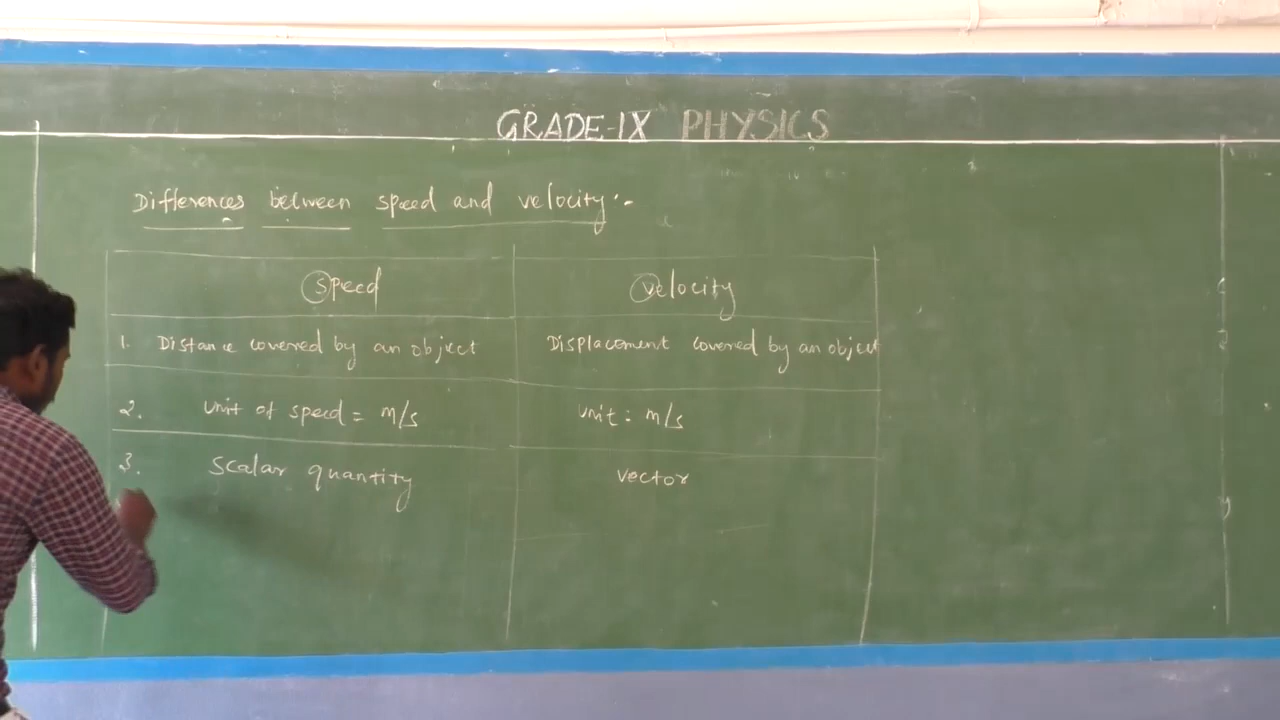 GRADE-IX PHYSICS
Differences between speed and velocity:-
speed velocity
1. Distance covered by an object Displacement covered by an object
2. unit of speed = m/s unit: m/s
3. scalar quantity vector